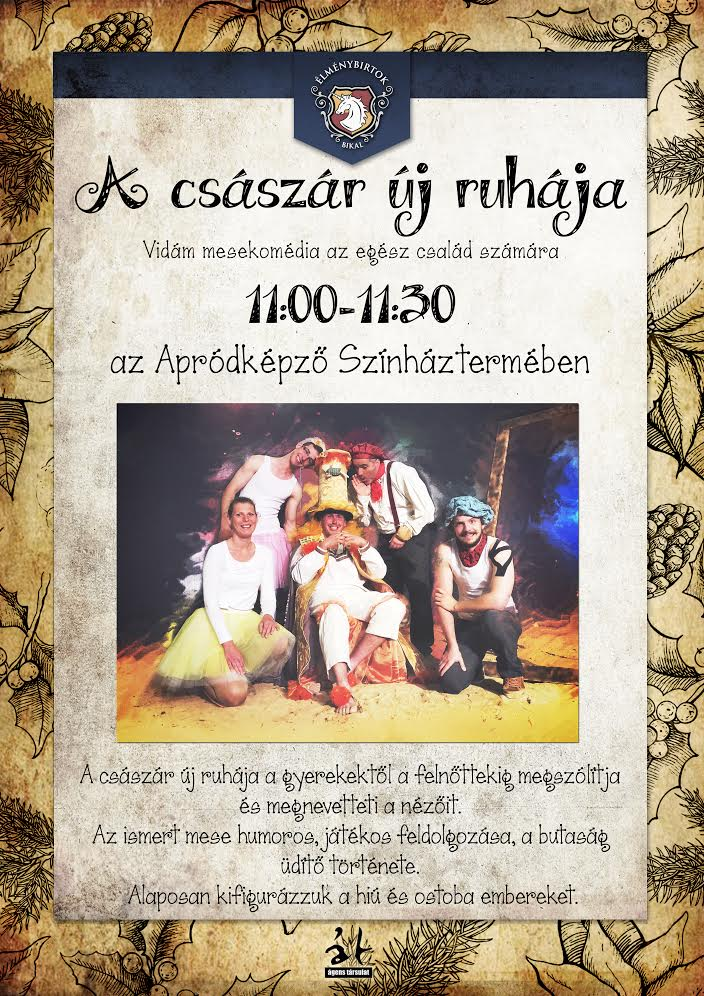 ÉLMÉNYBIRTOK
BIKAL
A császár új ruhája
Vidám mesekomédia az egész család számára
11:00-11:30
az Apródképző Színháztermében
A császár új ruhája a gyerekektől a felnőttekig megszólítja
és megnevetteti a nézőit.
Az ismert mese humoros, játékos feldolgozása, a butaság
üdítő története.
Alaposan kifigurázzuk a hiú és ostoba embereket.
át
ágens társulat